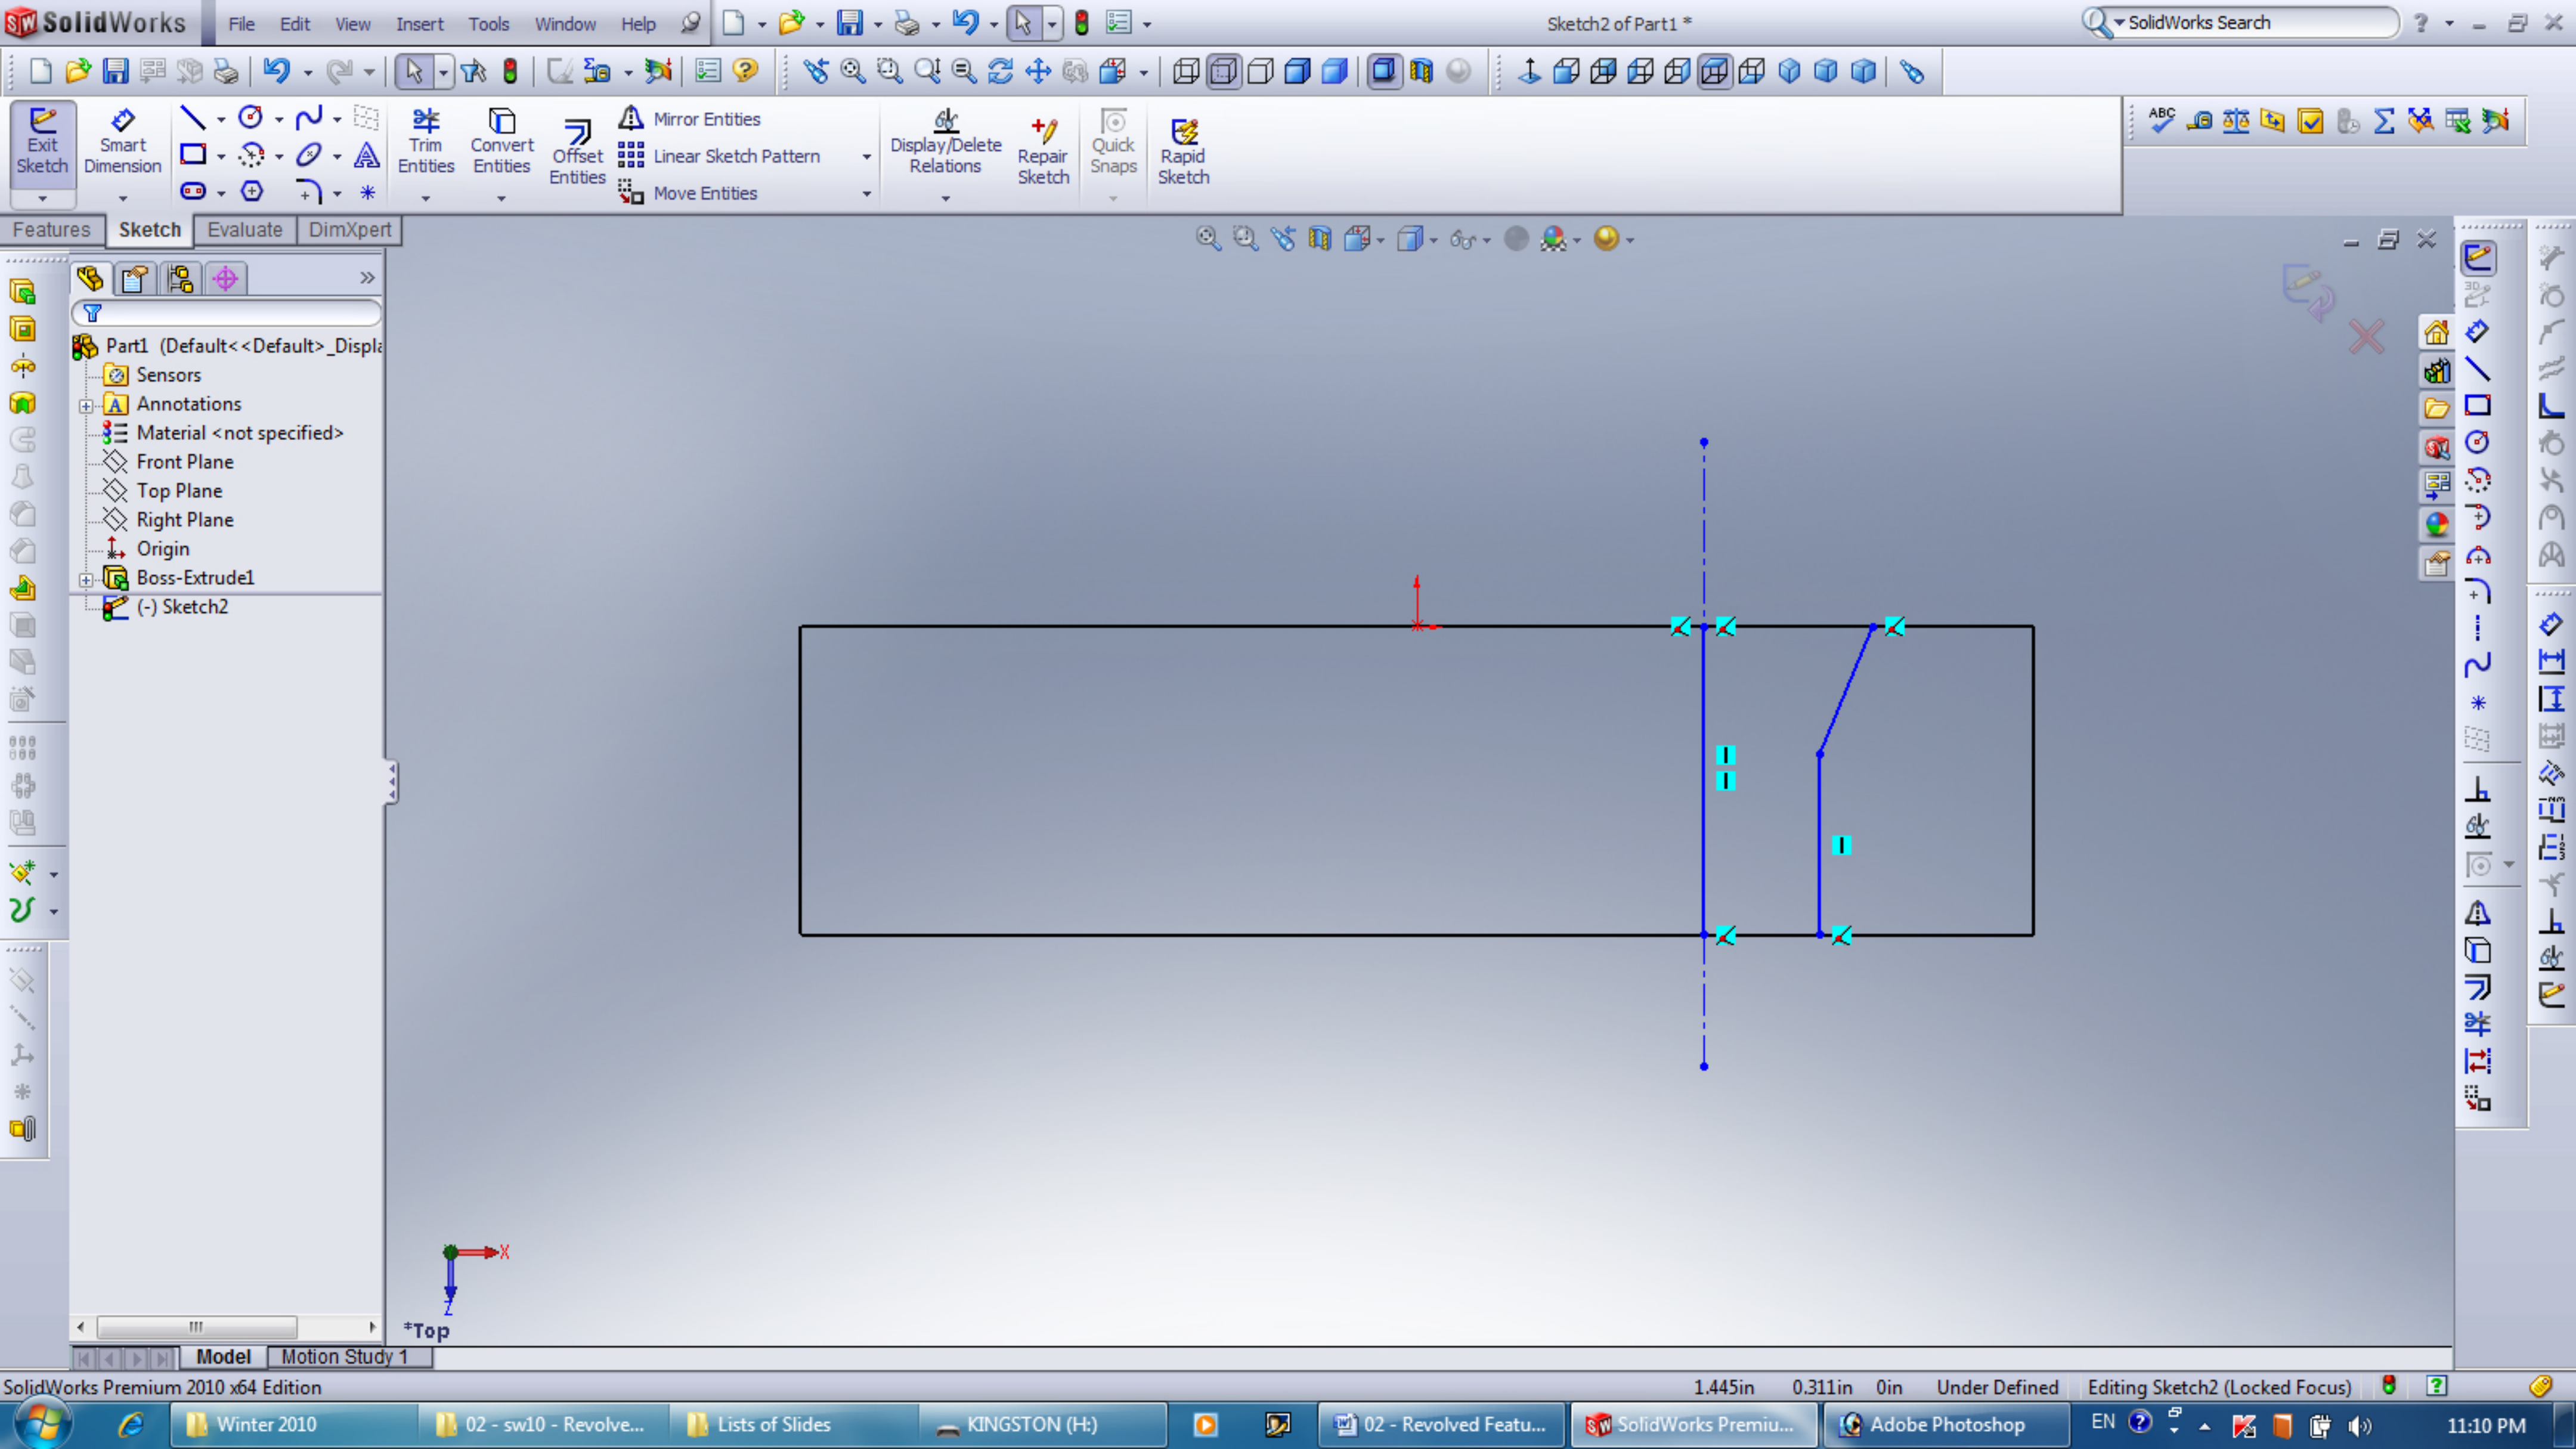 SolidWorks File Edit View Insert Tools Window Help Sketch2 of Part1 * SolidWorks Search
Exit Sketch
Smart Dimension
Trim Entities
Convert Entities
Offset Entities
Mirror Entities
Linear Sketch Pattern
Move Entities
Display/Delete Relations
Repair Sketch
Quick Snaps
Rapid Sketch
ABC
Features Sketch Evaluate DimXpert
Part1 (Default<<Default>_Displa
Sensors
Annotations
Material <not specified>
Front Plane
Top Plane
Right Plane
Origin
Boss-Extrude1
(-) Sketch2
3D
X
Z
*Top
Model Motion Study 1
SolidWorks Premium 2010 x64 Edition 1.445in 0.311in 0in Under Defined Editing Sketch2 (Locked Focus)
Winter 2010 02 - sw10 - Revolve... Lists of Slides KINGSTON (H:) 02 - Revolved Featu... SolidWorks Premiu... Adobe Photoshop EN 11:10 PM